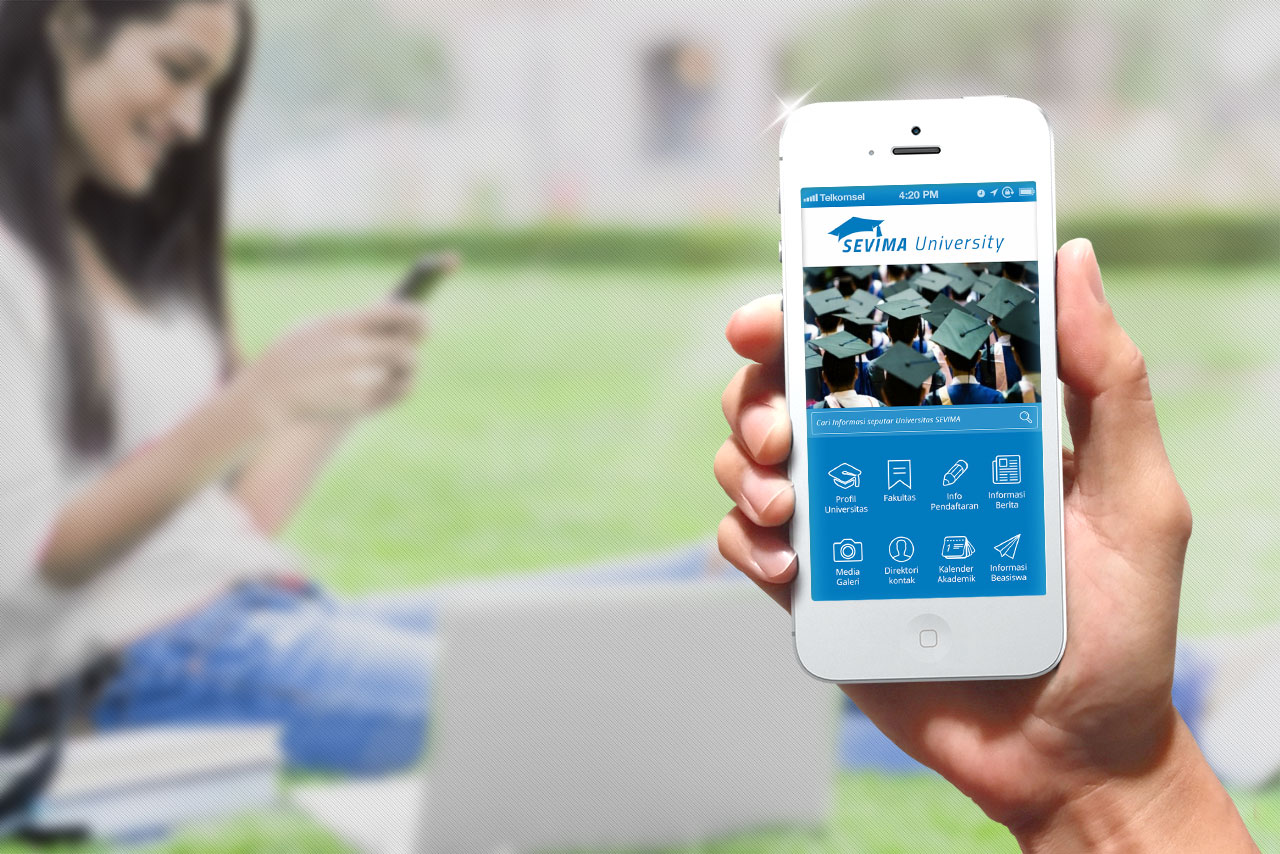 Telkomsel 4:20 PM
SEVIMA University
Cari Informasi seputar Universitas SEVIMA
Profil Universitas
Fakultas
Info Pendaftaran
Informasi Berita
Media Galeri
Direktori kontak
Kalender Akademik
Informasi Beasiswa